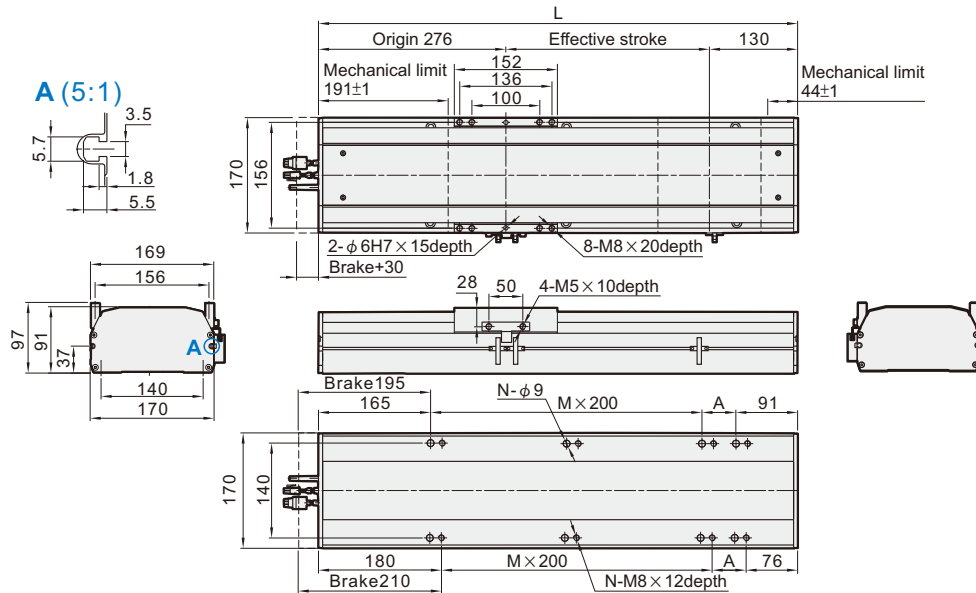 L
Origin 276
Effective stroke
130
152
Mechanical limit
191±1
136
Mechanical limit
44±1
100
A (5:1)
3.5
5.7
1.8
5.5
170
156
2-φ6H7×15depth
8-M8×20depth
Brake+30
169
156
97
91
37
A
140
170
28
50
4-M5×10depth
Brake195
N-φ9
165
M×200
A
91
170
140
180
M×200
A
76
Brake210
N-M8×12depth